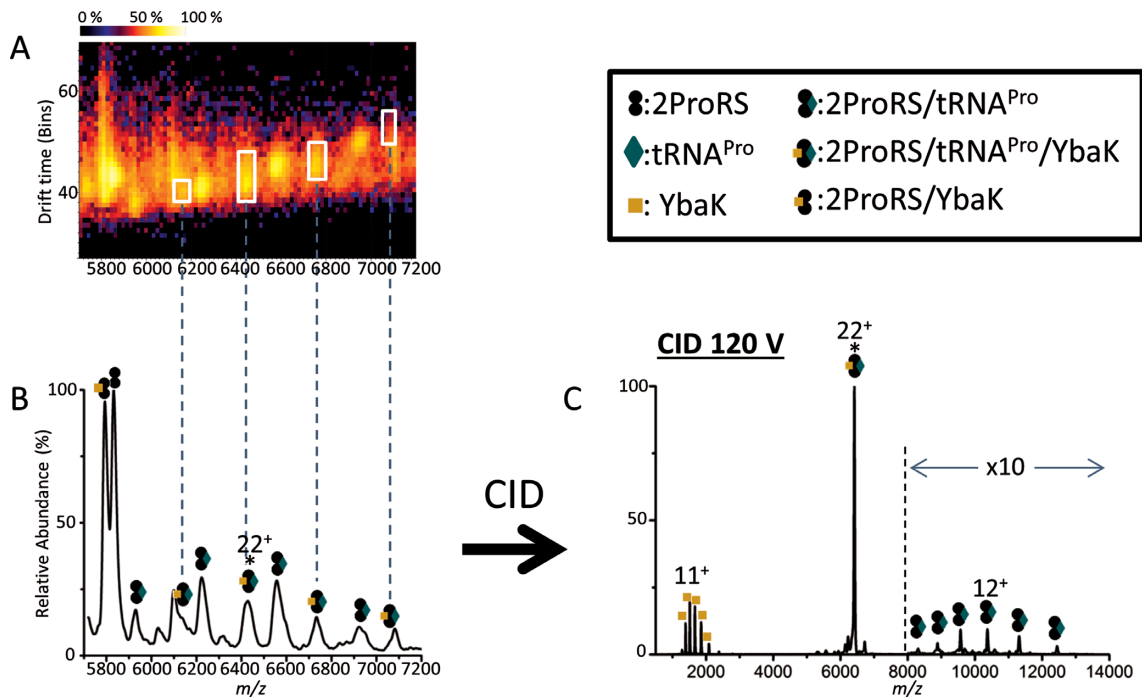 0 % 50 % 100 %
A
60
40
Drift time (Bins)
5800 6000 6200 6400 6600 6800 7000 7200
:2ProRS
:2ProRS/tRNAᴾʳᵒ
:tRNAᴾʳᵒ
:2ProRS/tRNAᴾʳᵒ/YbaK
: YbaK
:2ProRS/YbaK
B
100
50
0
Relative Abundance (%)
22⁺
*
5800 6000 6200 6400 6600 6800 7000 7200
m/z
CID
CID 120 V
C
22⁺
*
100
50
0
x10
11⁺
12⁺
2000 4000 6000 8000 10000 12000 14000
m/z